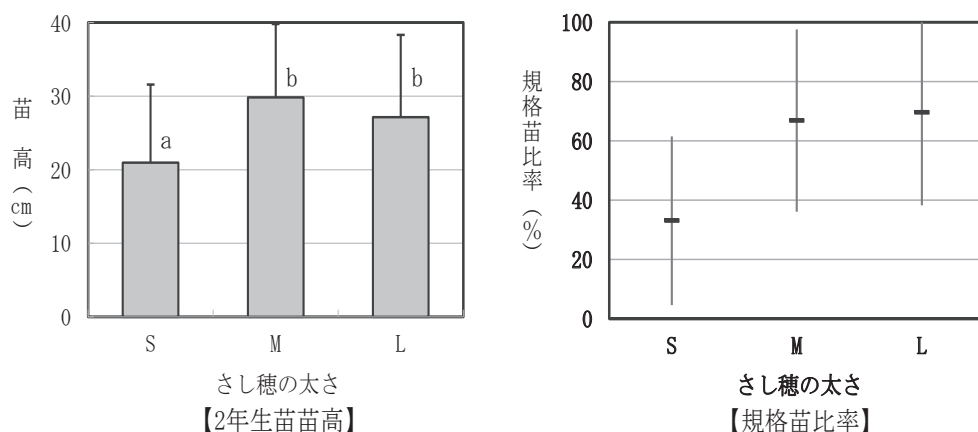 苗高(cm)
40
30
20
10
0
a
b
b
S M L
さし穂の太さ
【2年生苗苗高】
規格苗比率(%)
100
80
60
40
20
0
S M L
さし穂の太さ
【規格苗比率】